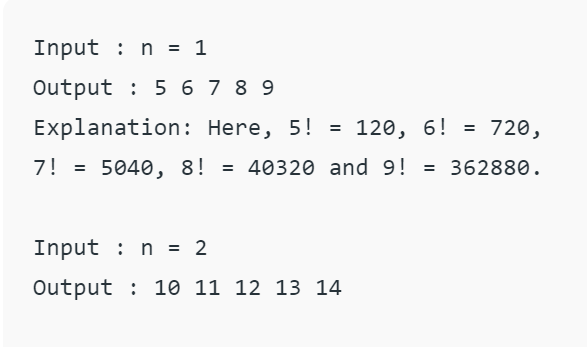 Input : n = 1
Output : 5 6 7 8 9
Explanation: Here, 5! = 120, 6! = 720,
7! = 5040, 8! = 40320 and 9! = 362880.
Input : n = 2
Output : 10 11 12 13 14